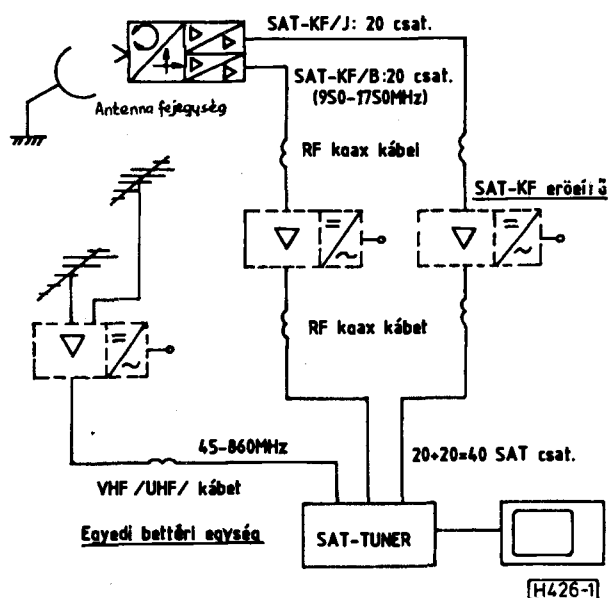 SAT-KF/J: 20 csat.
SAT-KF/B:20 csat.
(950-1750MHz)
Antenna fejegység
RF koax kábel
SAT-KF erősítő
RF koax kábel
45-860MHz
VHF /UHF/ kábel
20+20=40 SAT csat.
Egyedi beltéri egység
SAT-TUNER
H426-1